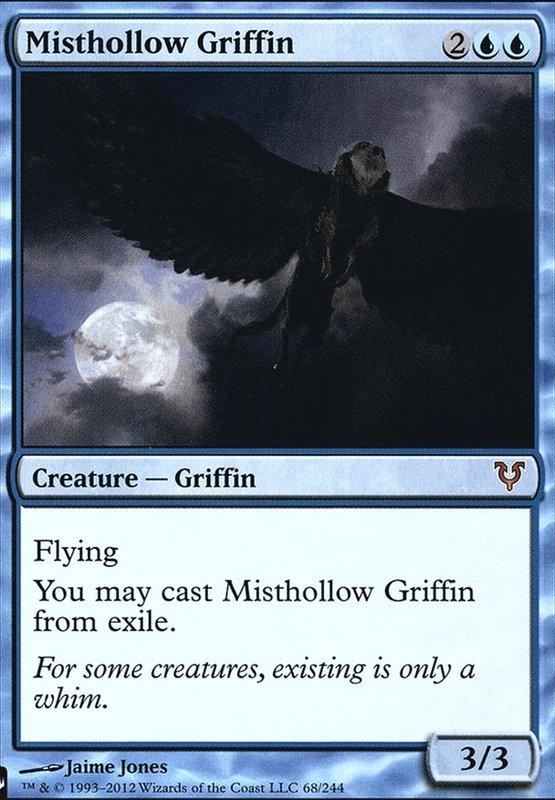 Misthollow Griffin 2
Creature — Griffin
Flying
You may cast Misthollow Griffin
from exile.
For some creatures, existing is only a
whim.
3/3
Jaime Jones
™ & © 1993–2012 Wizards of the Coast LLC 68/244